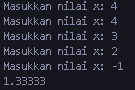 Masukkan nilai x: 4
Masukkan nilai x: 4
Masukkan nilai x: 3
Masukkan nilai x: 2
Masukkan nilai x: -1
1.33333